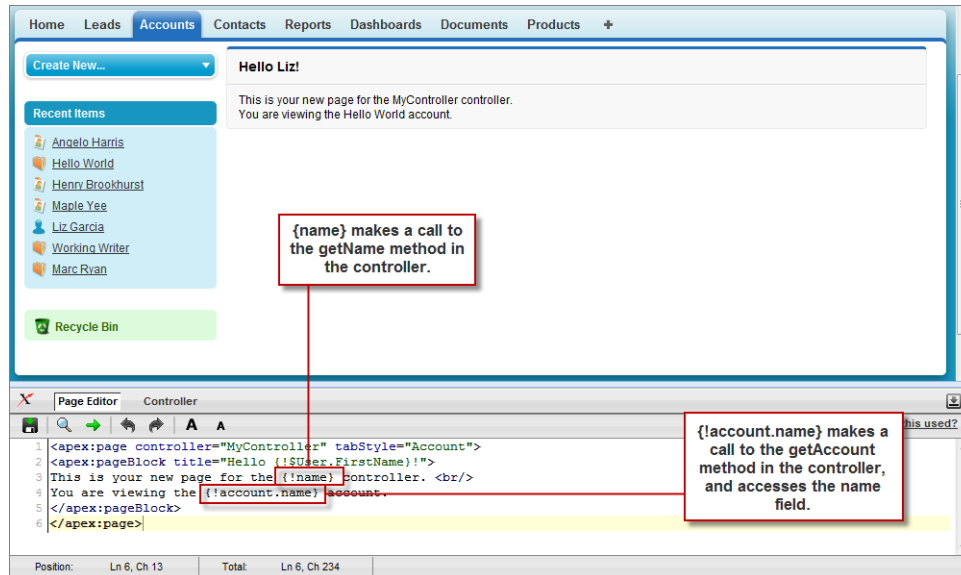 Home Leads Accounts Contacts Reports Dashboards Documents Products +
Create New...
Hello Liz!
This is your new page for the MyController controller.
You are viewing the Hello World account.
Recent Items
Angelo Harris
Hello World
Henry Brookhurst
Maple Yee
Liz Garcia
Working Writer
Marc Ryan
Recycle Bin
{name} makes a call to
the getName method in
the controller.
Page Editor Controller
A A
his used?
1 <apex:page controller="MyController" tabStyle="Account">
2 <apex:pageBlock title="Hello {!$User.FirstName}!">
3 This is your new page for the {!name} controller. <br/>
4 You are viewing the {!account.name} account.
5 </apex:pageBlock>
6 </apex:page>
{!account.name} makes a
call to the getAccount
method in the controller,
and accesses the name
field.
Position: Ln 6, Ch 13 Total: Ln 6, Ch 234